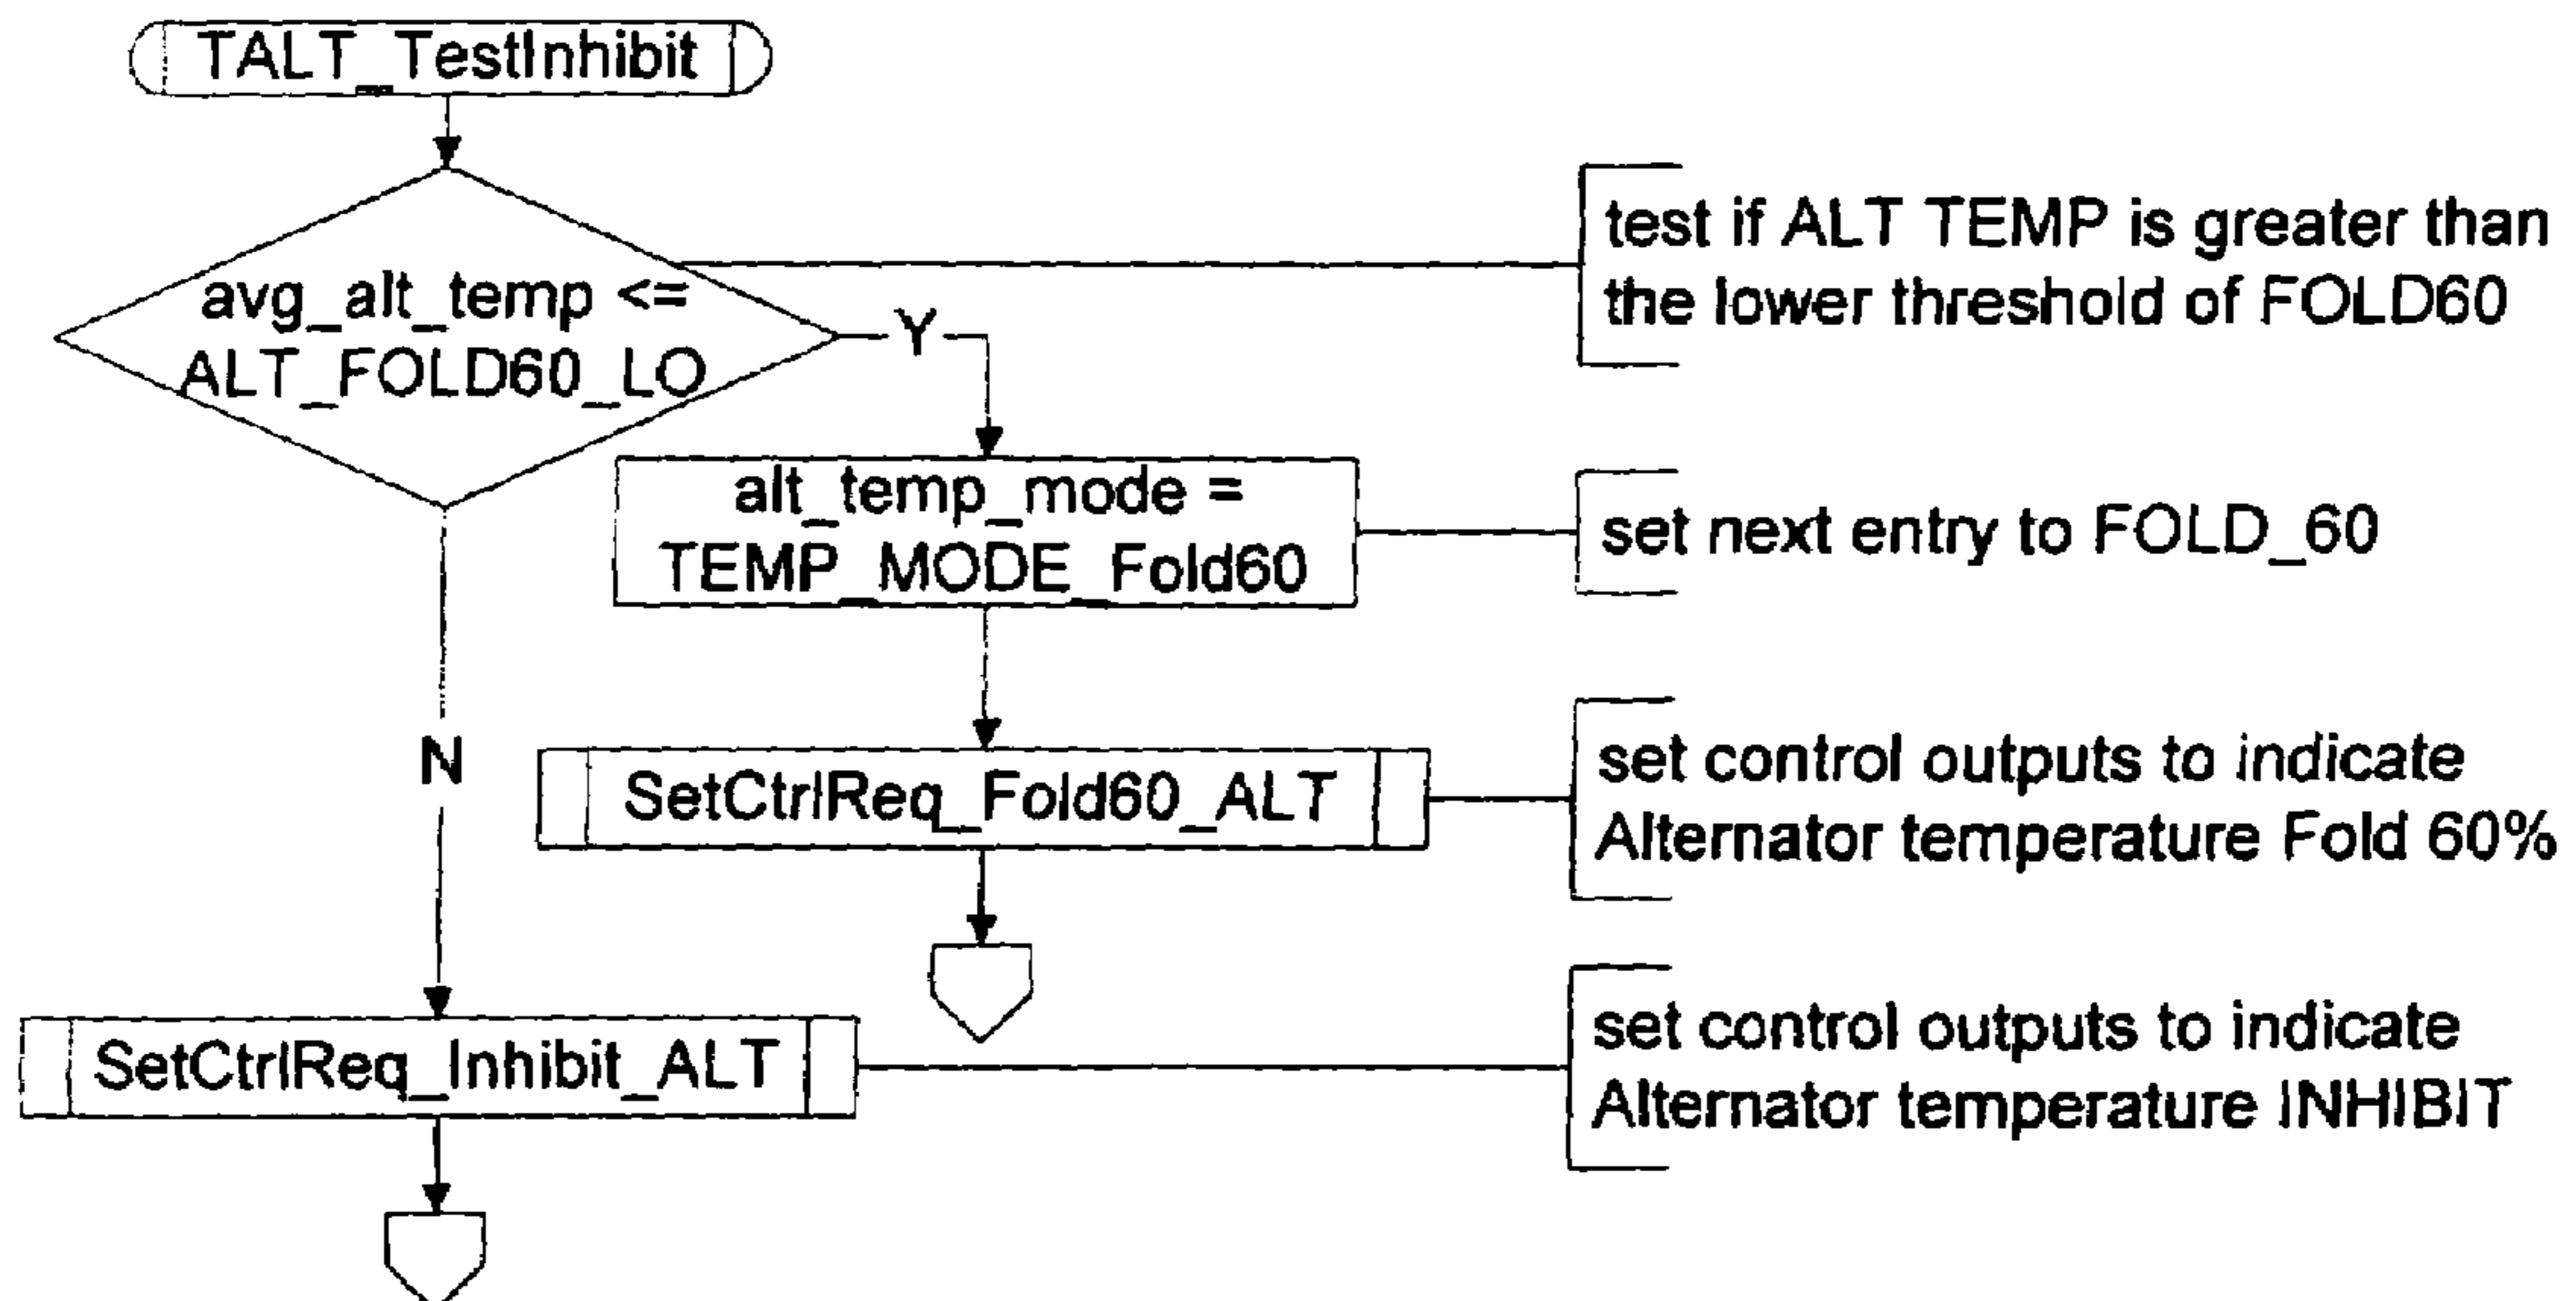 TALT_TestInhibit
avg_alt_temp <=
ALT_FOLD60_LO
test if ALT TEMP is greater than
the lower threshold of FOLD60
Y
alt_temp_mode =
TEMP_MODE_Fold60
set next entry to FOLD_60
N
SetCtrlReq_Fold60_ALT
set control outputs to indicate
Alternator temperature Fold 60%
SetCtrlReq_Inhibit_ALT
set control outputs to indicate
Alternator temperature INHIBIT